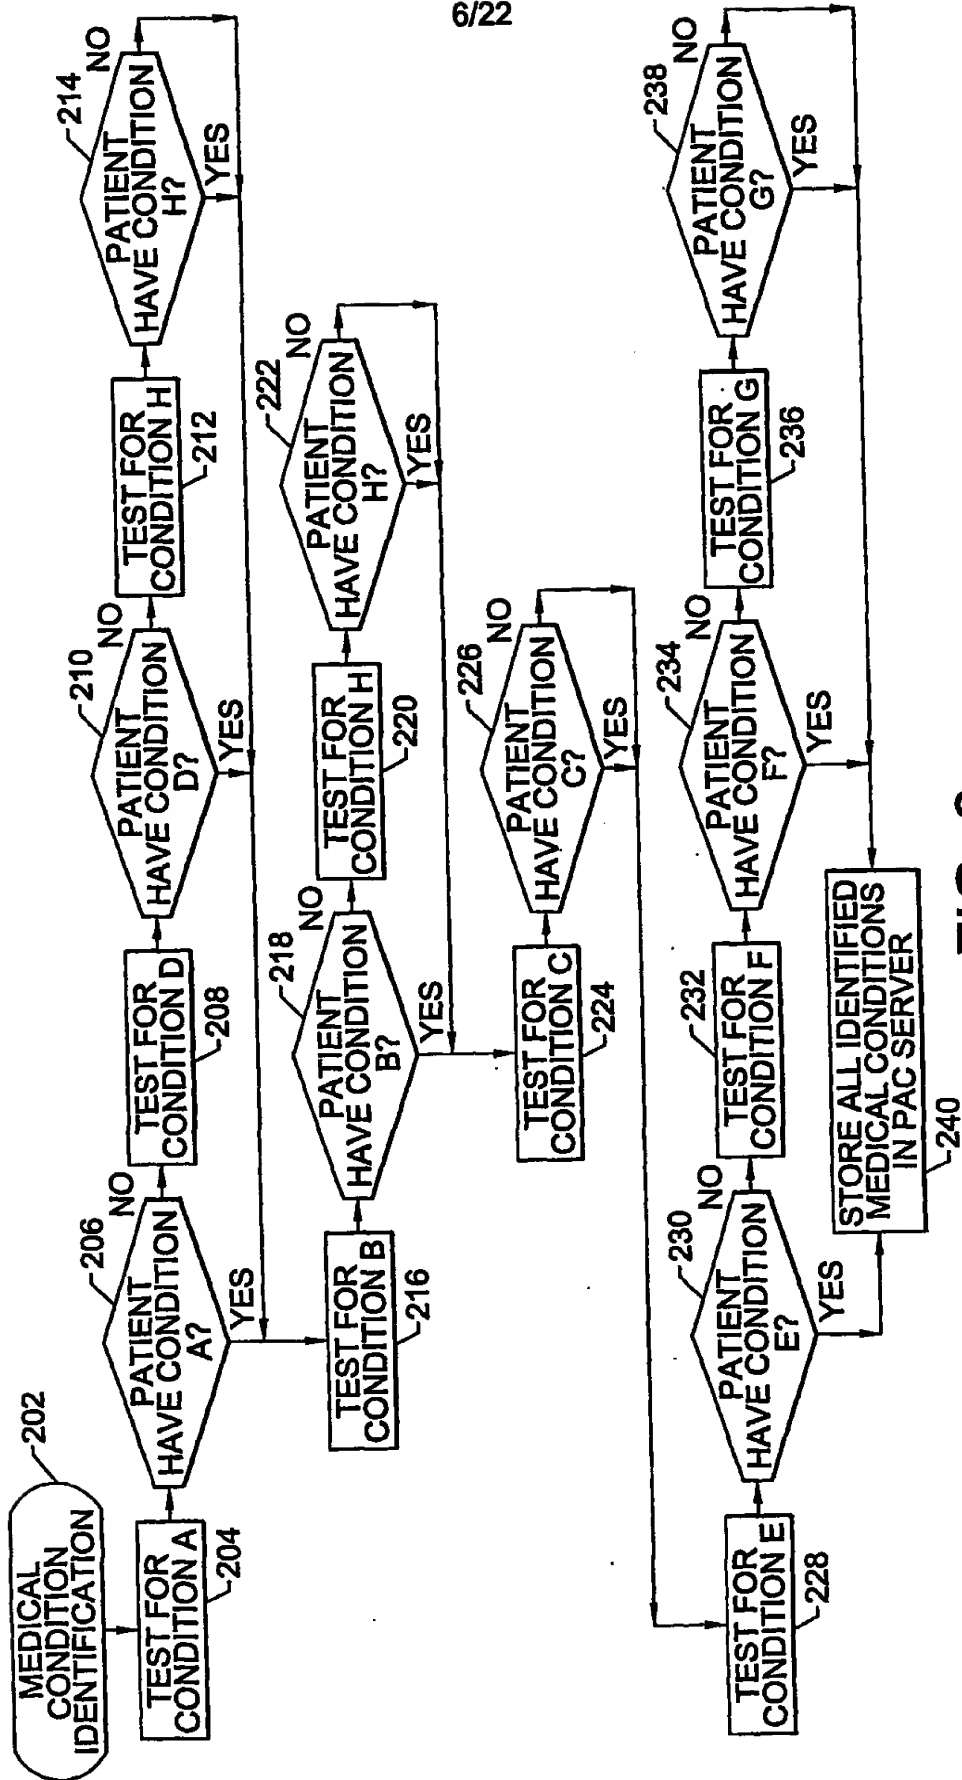 6/22
MEDICAL
CONDITION
IDENTIFICATION
202
TEST FOR
CONDITION A
204
PATIENT
HAVE CONDITION
A?
206
NO
YES
TEST FOR
CONDITION D
208
PATIENT
HAVE CONDITION
D?
210
NO
YES
TEST FOR
CONDITION H
212
PATIENT
HAVE CONDITION
H?
214
NO
YES
TEST FOR
CONDITION B
216
PATIENT
HAVE CONDITION
B?
218
NO
YES
TEST FOR
CONDITION H
220
PATIENT
HAVE CONDITION
H?
222
NO
YES
TEST FOR
CONDITION C
224
PATIENT
HAVE CONDITION
C?
226
NO
YES
TEST FOR
CONDITION E
228
PATIENT
HAVE CONDITION
E?
230
NO
YES
TEST FOR
CONDITION F
232
PATIENT
HAVE CONDITION
F?
234
NO
YES
TEST FOR
CONDITION G
236
PATIENT
HAVE CONDITION
G?
238
NO
YES
STORE ALL IDENTIFIED
MEDICAL CONDITIONS
IN PAC SERVER
240